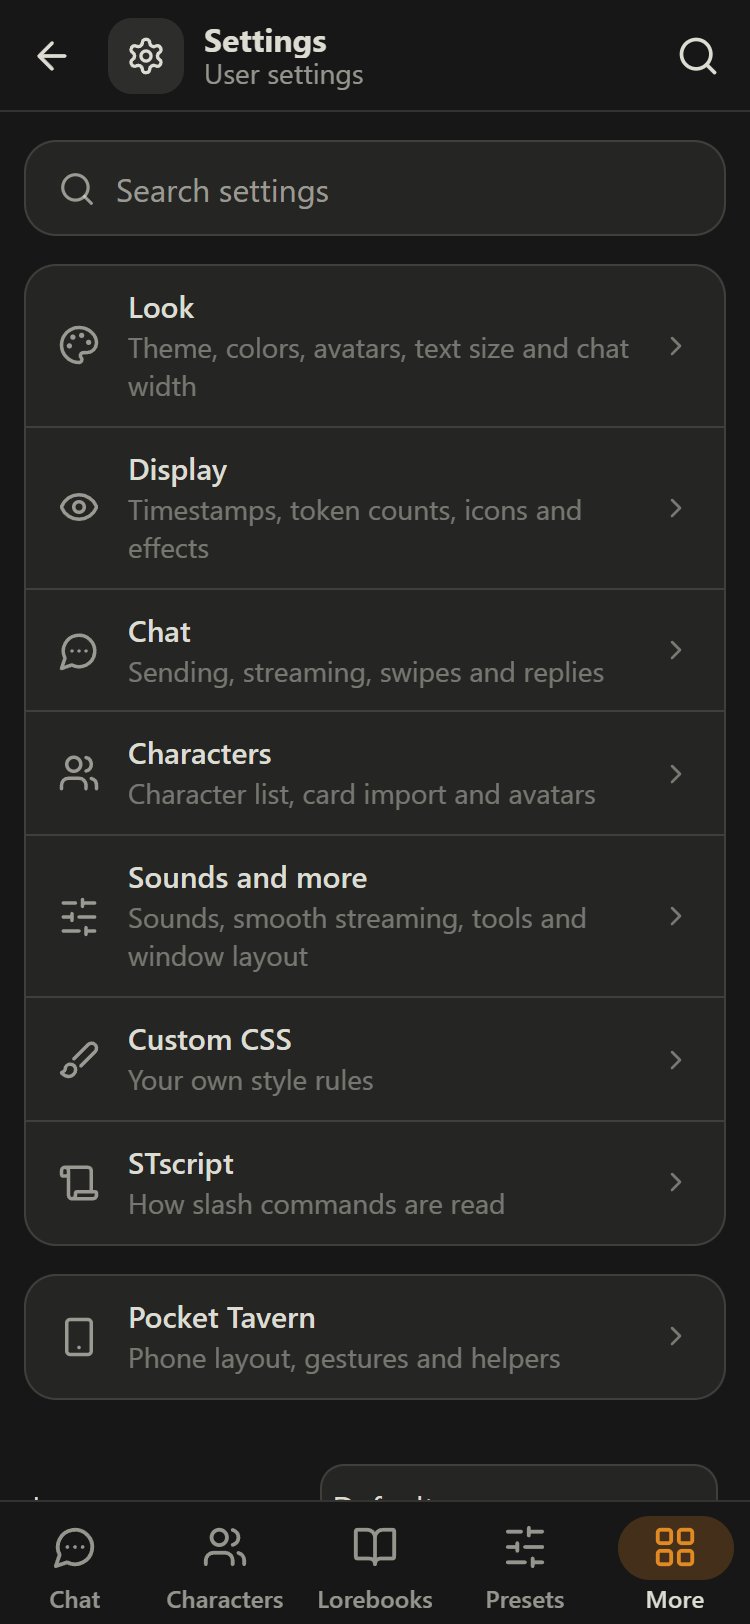 Settings
User settings
Search settings
Look
Theme, colors, avatars, text size and chat
width
Display
Timestamps, token counts, icons and
effects
Chat
Sending, streaming, swipes and replies
Characters
Character list, card import and avatars
Sounds and more
Sounds, smooth streaming, tools and
window layout
Custom CSS
Your own style rules
STscript
How slash commands are read
Pocket Tavern
Phone layout, gestures and helpers
Chat
Characters
Lorebooks
Presets
More